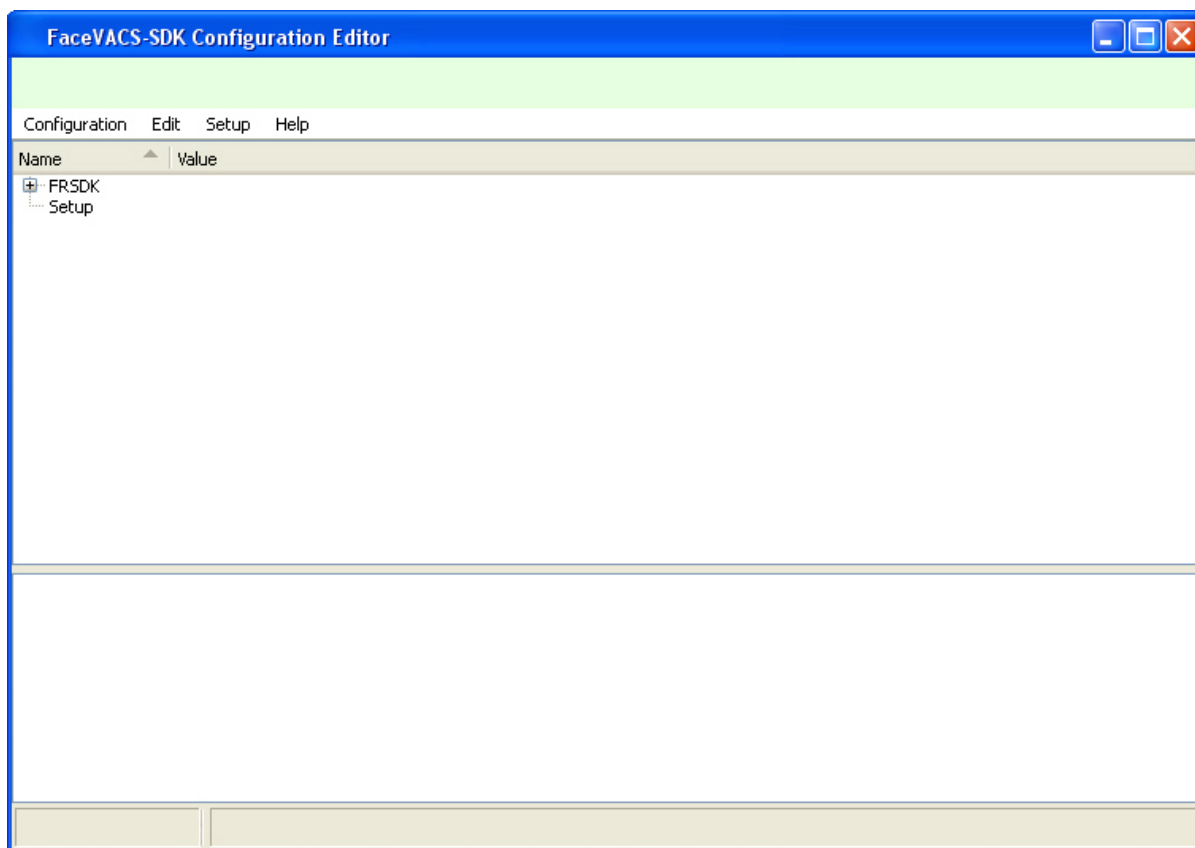 FaceVACS-SDK Configuration Editor
Configuration Edit Setup Help
Name Value
FRSDK
Setup